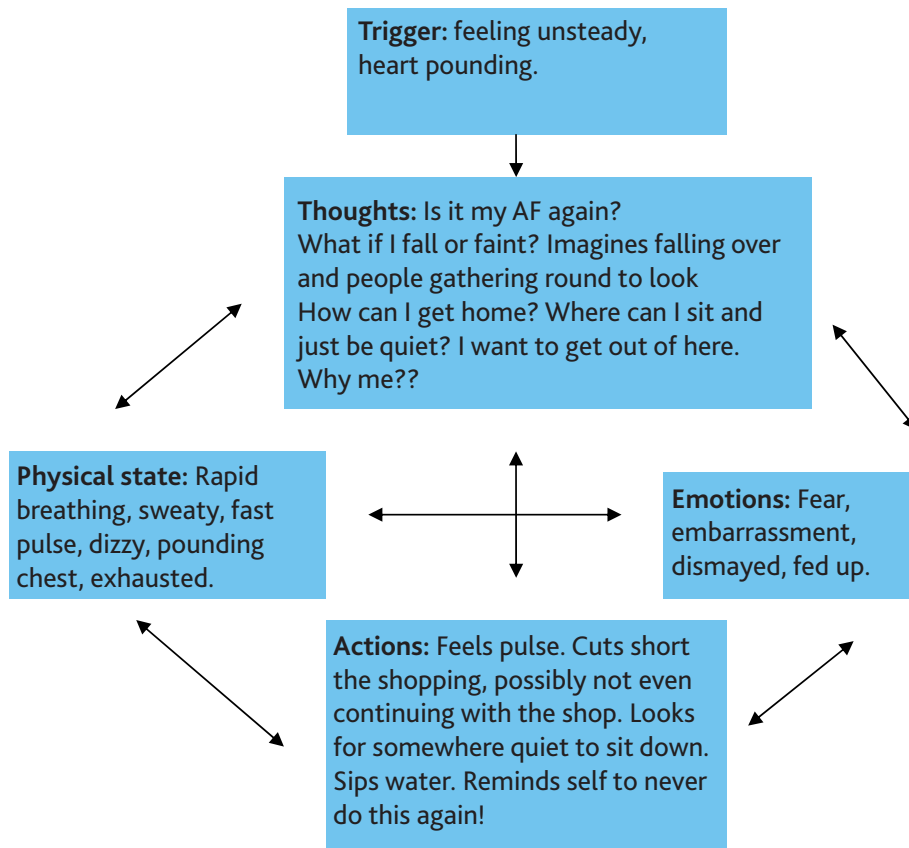 Trigger: feeling unsteady,
heart pounding.
Thoughts: Is it my AF again?
What if I fall or faint? Imagines falling over
and people gathering round to look
How can I get home? Where can I sit and
just be quiet? I want to get out of here.
Why me??
Physical state: Rapid
breathing, sweaty, fast
pulse, dizzy, pounding
chest, exhausted.
Emotions: Fear,
embarrassment,
dismayed, fed up.
Actions: Feels pulse. Cuts short
the shopping, possibly not even
continuing with the shop. Looks
for somewhere quiet to sit down.
Sips water. Reminds self to never
do this again!